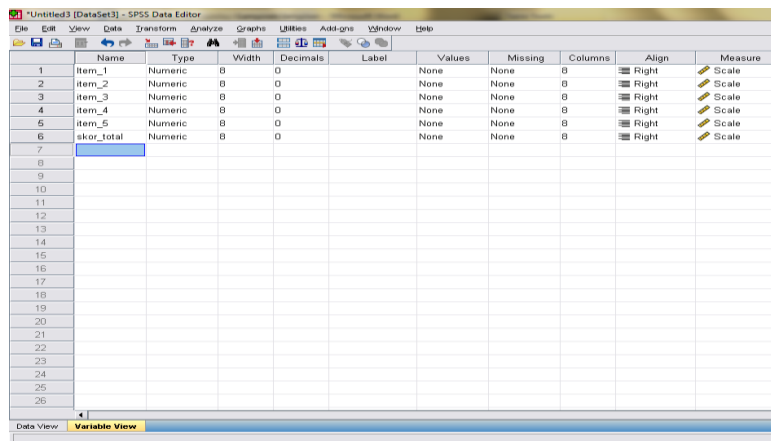 *Untitled3 [DataSet3] - SPSS Data Editor
File Edit View Data Transform Analyze Graphs Utilities Add-ons Window Help
Name Type Width Decimals Label Values Missing Columns Align Measure
1 Item_1 Numeric 8 0 None None 8 Right Scale
2 item_2 Numeric 8 0 None None 8 Right Scale
3 item_3 Numeric 8 0 None None 8 Right Scale
4 item_4 Numeric 8 0 None None 8 Right Scale
5 item_5 Numeric 8 0 None None 8 Right Scale
6 skor_total Numeric 8 0 None None 8 Right Scale
7
8
9
10
11
12
13
14
15
16
17
18
19
20
21
22
23
24
25
26
Data View Variable View